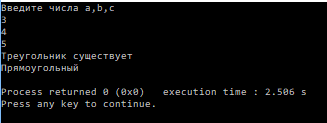 Введите числа a,b,c
3
4
5
Треугольник существует
Прямоугольный
Process returned 0 (0x0)   execution time : 2.506 s
Press any key to continue.